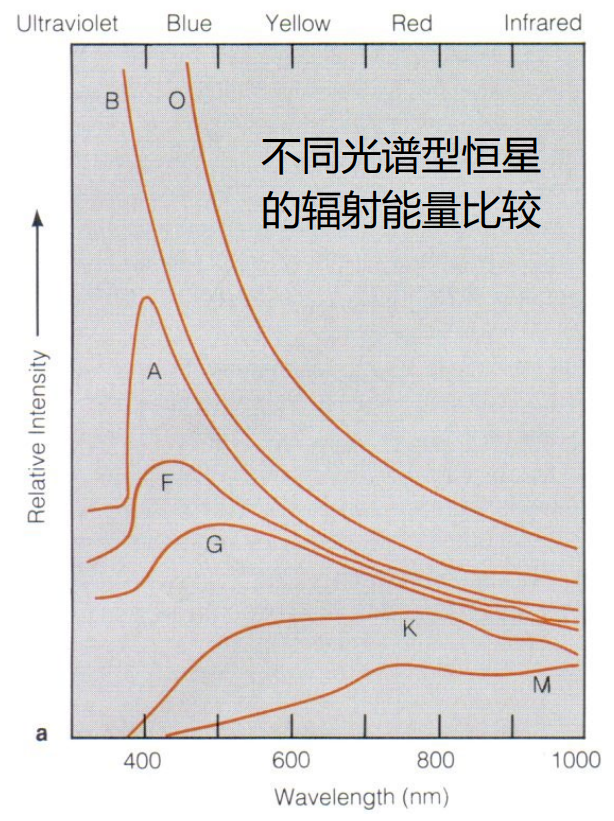 Ultraviolet Blue Yellow Red Infrared
B O
不同光谱型恒星
的辐射能量比较
A
F
G
K
M
Relative Intensity
a
400 600 800 1000
Wavelength (nm)